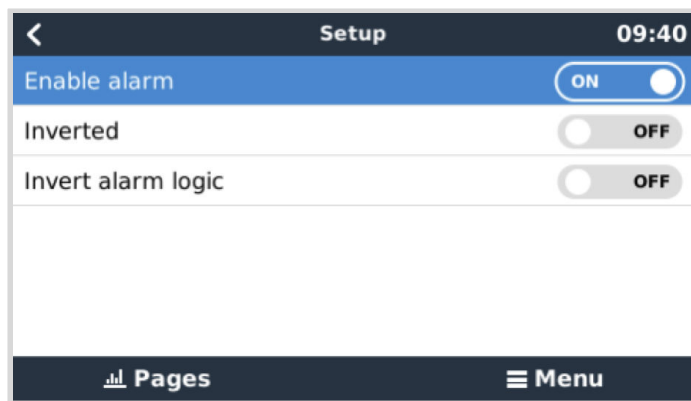 Setup 09:40
Enable alarm ON
Inverted OFF
Invert alarm logic OFF
Pages Menu